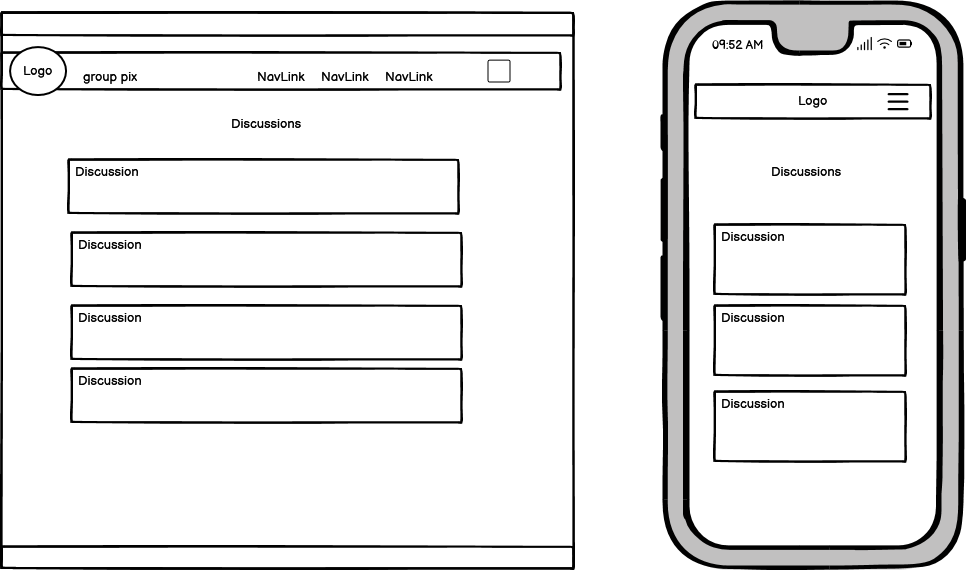 Logo
group pix
NavLink NavLink NavLink
Discussions
Discussion
Discussion
Discussion
Discussion
09:52 AM
Logo
Discussions
Discussion
Discussion
Discussion